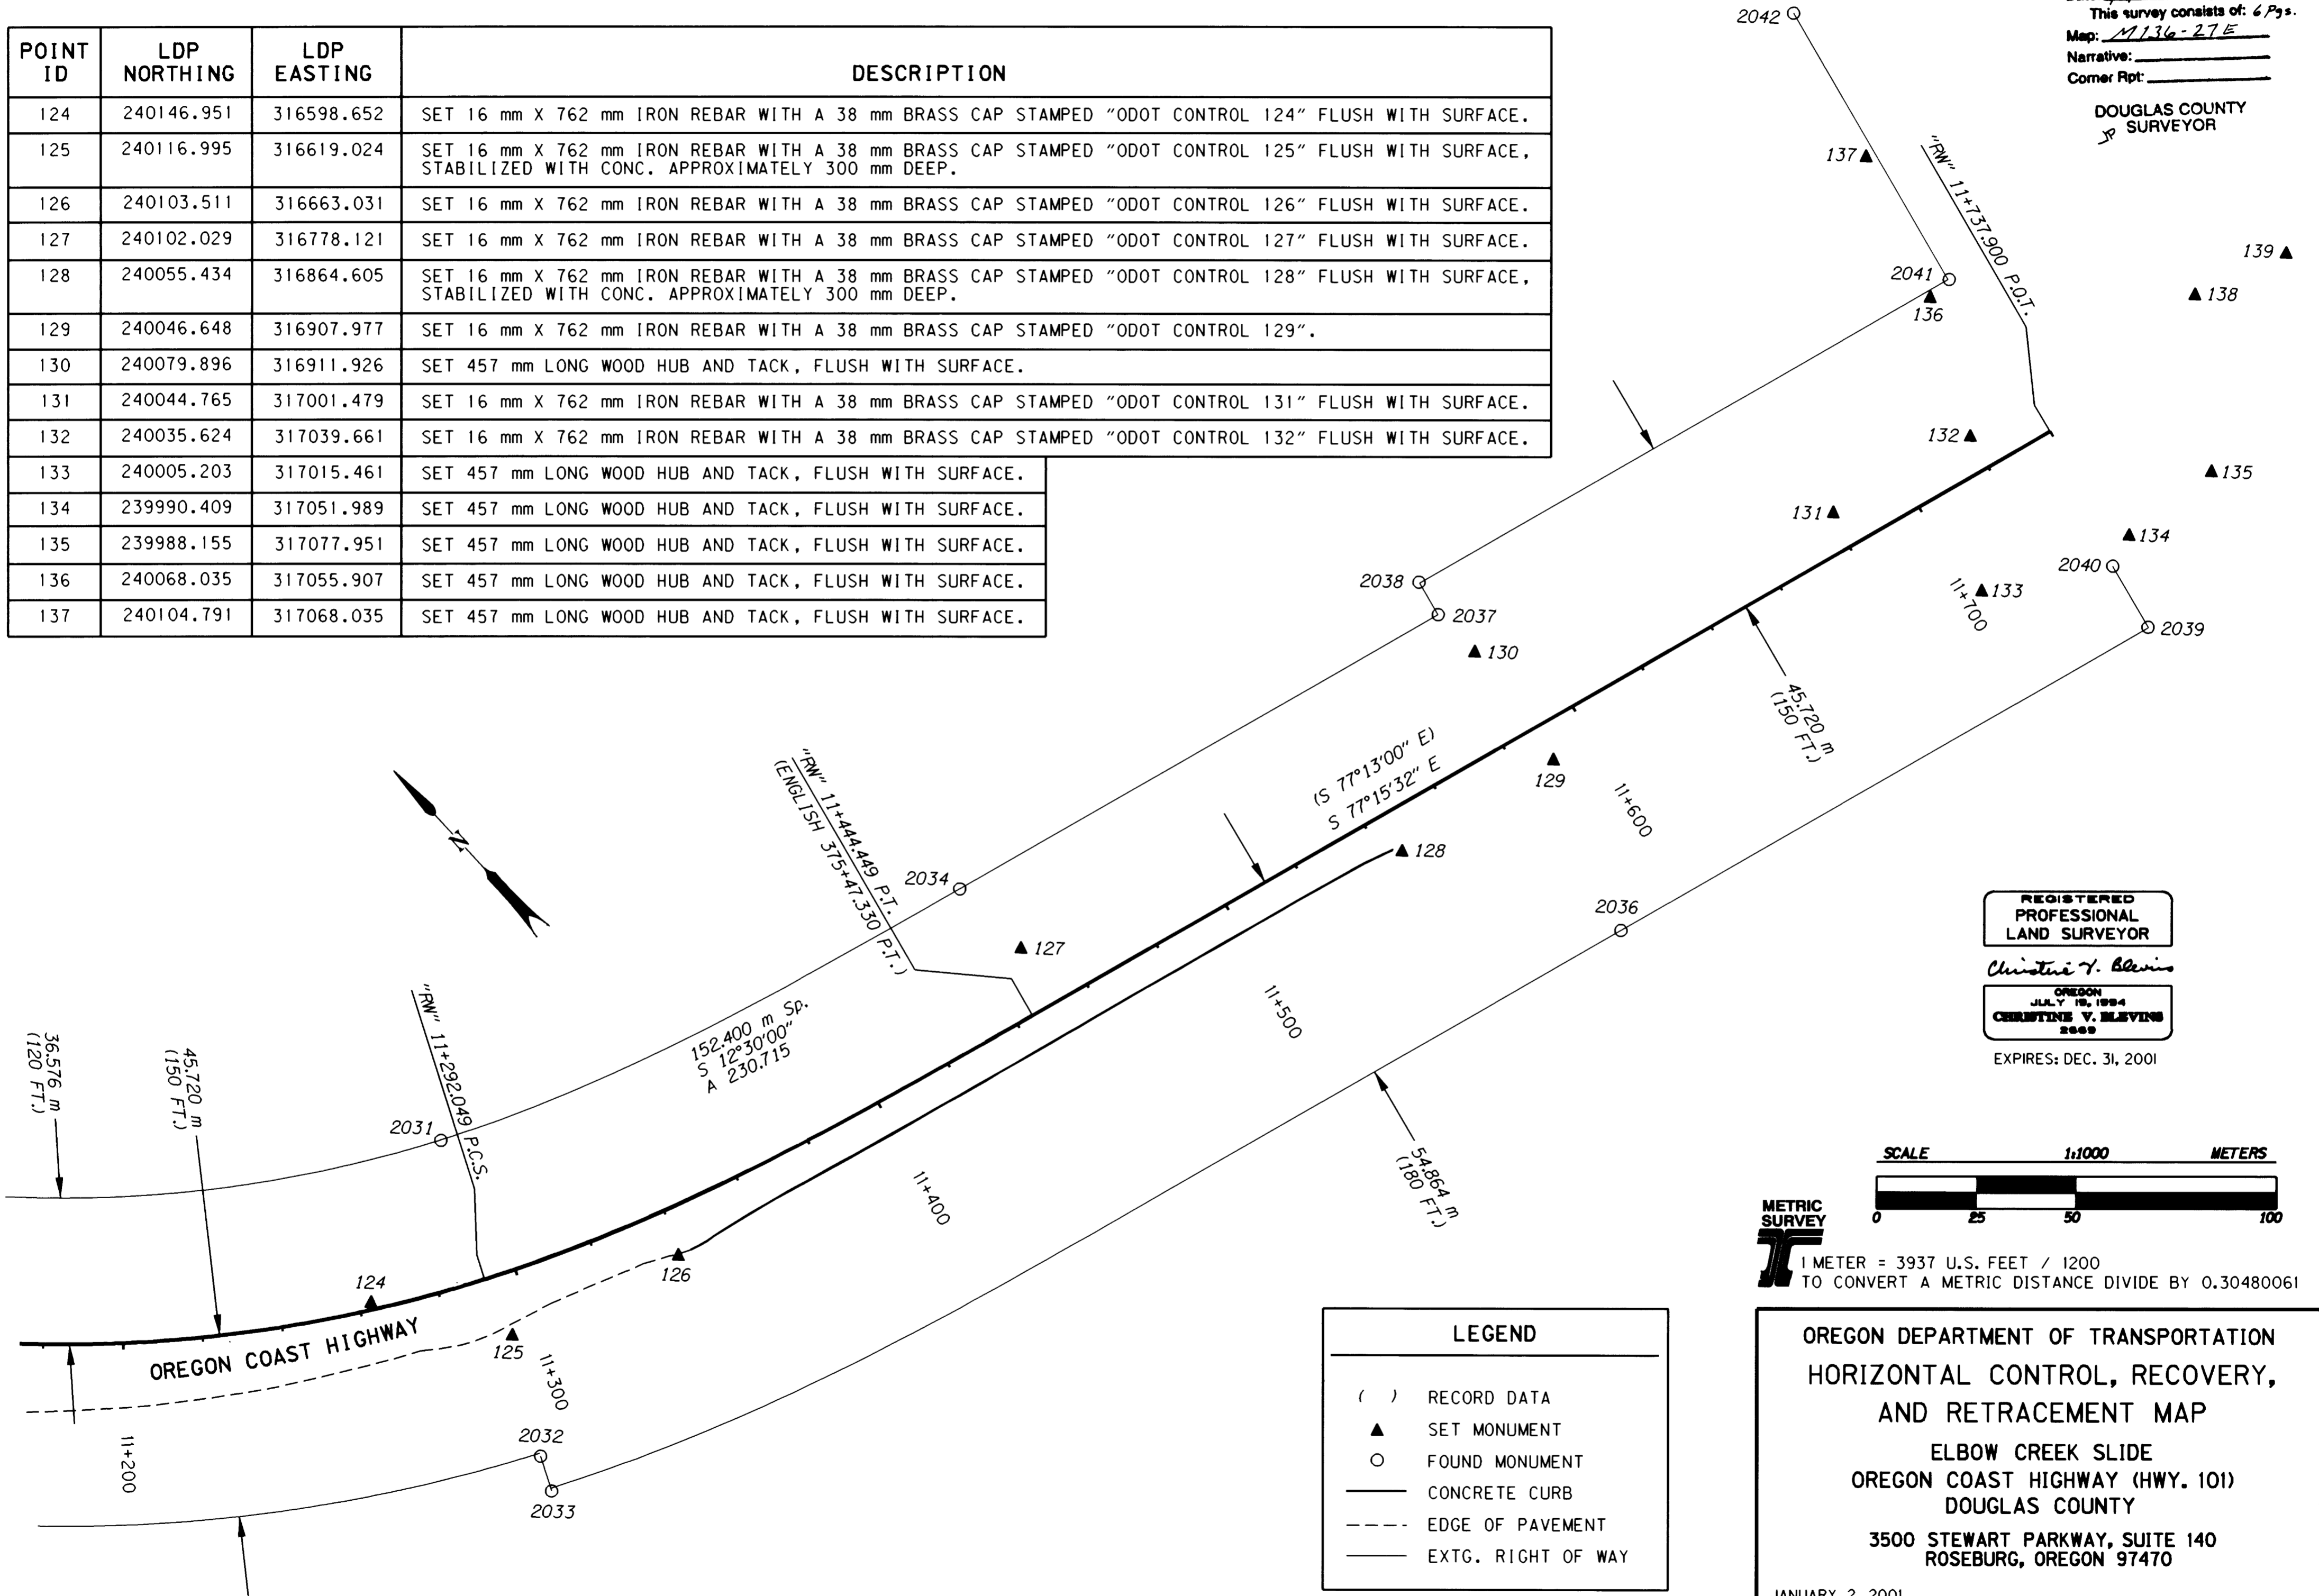 POINT ID LDP NORTHING LDP EASTING DESCRIPTION
124 240146.951 316598.652 SET 16 mm X 762 mm IRON REBAR WITH A 38 mm BRASS CAP STAMPED "ODOT CONTROL 124" FLUSH WITH SURFACE.
125 240116.995 316619.024 SET 16 mm X 762 mm IRON REBAR WITH A 38 mm BRASS CAP STAMPED "ODOT CONTROL 125" FLUSH WITH SURFACE,
STABILIZED WITH CONC. APPROXIMATELY 300 mm DEEP.
126 240103.511 316663.031 SET 16 mm X 762 mm IRON REBAR WITH A 38 mm BRASS CAP STAMPED "ODOT CONTROL 126" FLUSH WITH SURFACE.
127 240102.029 316778.121 SET 16 mm X 762 mm IRON REBAR WITH A 38 mm BRASS CAP STAMPED "ODOT CONTROL 127" FLUSH WITH SURFACE.
128 240055.434 316864.605 SET 16 mm X 762 mm IRON REBAR WITH A 38 mm BRASS CAP STAMPED "ODOT CONTROL 128" FLUSH WITH SURFACE,
STABILIZED WITH CONC. APPROXIMATELY 300 mm DEEP.
129 240046.648 316907.977 SET 16 mm X 762 mm IRON REBAR WITH A 38 mm BRASS CAP STAMPED "ODOT CONTROL 129".
130 240079.896 316911.926 SET 457 mm LONG WOOD HUB AND TACK, FLUSH WITH SURFACE.
131 240044.765 317001.479 SET 16 mm X 762 mm IRON REBAR WITH A 38 mm BRASS CAP STAMPED "ODOT CONTROL 131" FLUSH WITH SURFACE.
132 240035.624 317039.661 SET 16 mm X 762 mm IRON REBAR WITH A 38 mm BRASS CAP STAMPED "ODOT CONTROL 132" FLUSH WITH SURFACE.
133 240005.203 317015.461 SET 457 mm LONG WOOD HUB AND TACK, FLUSH WITH SURFACE.
134 239990.409 317051.989 SET 457 mm LONG WOOD HUB AND TACK, FLUSH WITH SURFACE.
135 239988.155 317077.951 SET 457 mm LONG WOOD HUB AND TACK, FLUSH WITH SURFACE.
136 240068.035 317055.907 SET 457 mm LONG WOOD HUB AND TACK, FLUSH WITH SURFACE.
137 240104.791 317068.035 SET 457 mm LONG WOOD HUB AND TACK, FLUSH WITH SURFACE.
This survey consists of: 6 Pgs.
Map: M136-27E
Narrative:
Corner Rpt:
DOUGLAS COUNTY
SURVEYOR
2042
137
"RW" 11+737.900 P.O.T.
139
138
2041
136
132
135
131
134
2040
2038
133
11+700
2037
2039
130
45.720 m
(150 FT.)
(S 77°13'00" E)
S 77°15'32" E
129
11+600
128
"RW" 11+444.449 P.T.
(ENGLISH 375+47.330 P.T.)
N
2034
2036
127
11+500
152.400 m Sp.
S 12°30'00"
A 230.715
"RW" 11+292.049 P.C.S.
36.576 m
(120 FT.)
45.720 m
(150 FT.)
2031
11+400
54.864 m
(180 FT.)
126
124
OREGON COAST HIGHWAY
125
11+300
11+200
2032
2033
REGISTERED
PROFESSIONAL
LAND SURVEYOR
Christine V. Blevins
OREGON
JULY 19, 1994
CHRISTINE V. BLEVINS
2669
EXPIRES: DEC. 31, 2001
SCALE 1:1000 METERS
0 25 50 100
METRIC
SURVEY
1 METER = 3937 U.S. FEET / 1200
TO CONVERT A METRIC DISTANCE DIVIDE BY 0.30480061
LEGEND
( ) RECORD DATA
SET MONUMENT
FOUND MONUMENT
CONCRETE CURB
EDGE OF PAVEMENT
EXTG. RIGHT OF WAY
OREGON DEPARTMENT OF TRANSPORTATION
HORIZONTAL CONTROL, RECOVERY,
AND RETRACEMENT MAP
ELBOW CREEK SLIDE
OREGON COAST HIGHWAY (HWY. 101)
DOUGLAS COUNTY
3500 STEWART PARKWAY, SUITE 140
ROSEBURG, OREGON 97470
JANUARY 2, 2001